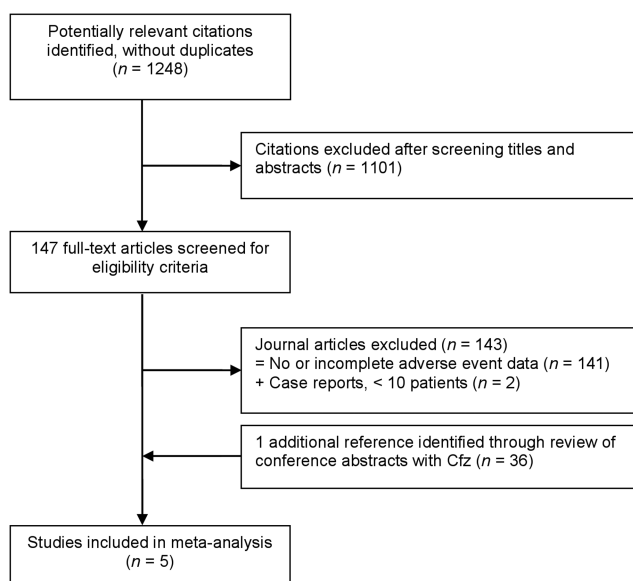 Potentially relevant citations
identified, without duplicates
(n = 1248)
Citations excluded after screening titles and
abstracts (n = 1101)
147 full-text articles screened for
eligibility criteria
Journal articles excluded (n = 143)
= No or incomplete adverse event data (n = 141)
+ Case reports, < 10 patients (n = 2)
1 additional reference identified through review of
conference abstracts with Cfz (n = 36)
Studies included in meta-analysis
(n = 5)